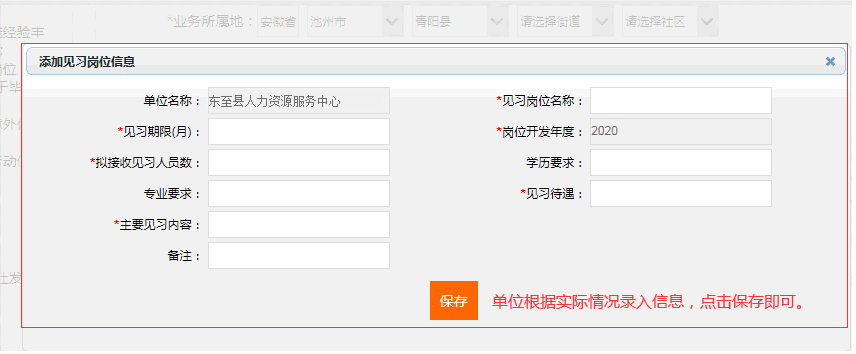 *业务所属地： 安徽省 池州市 青阳县 请选择街道 请选择社区
经验丰
岗位
添加见习岗位信息
单位名称： 东至县人力资源服务中心 *见习岗位名称：
*见习期限(月)： *岗位开发年度： 2020
*拟接收见习人员数： 学历要求：
专业要求： *见习待遇：
*主要见习内容：
备注：
保存 单位根据实际情况录入信息，点击保存即可。